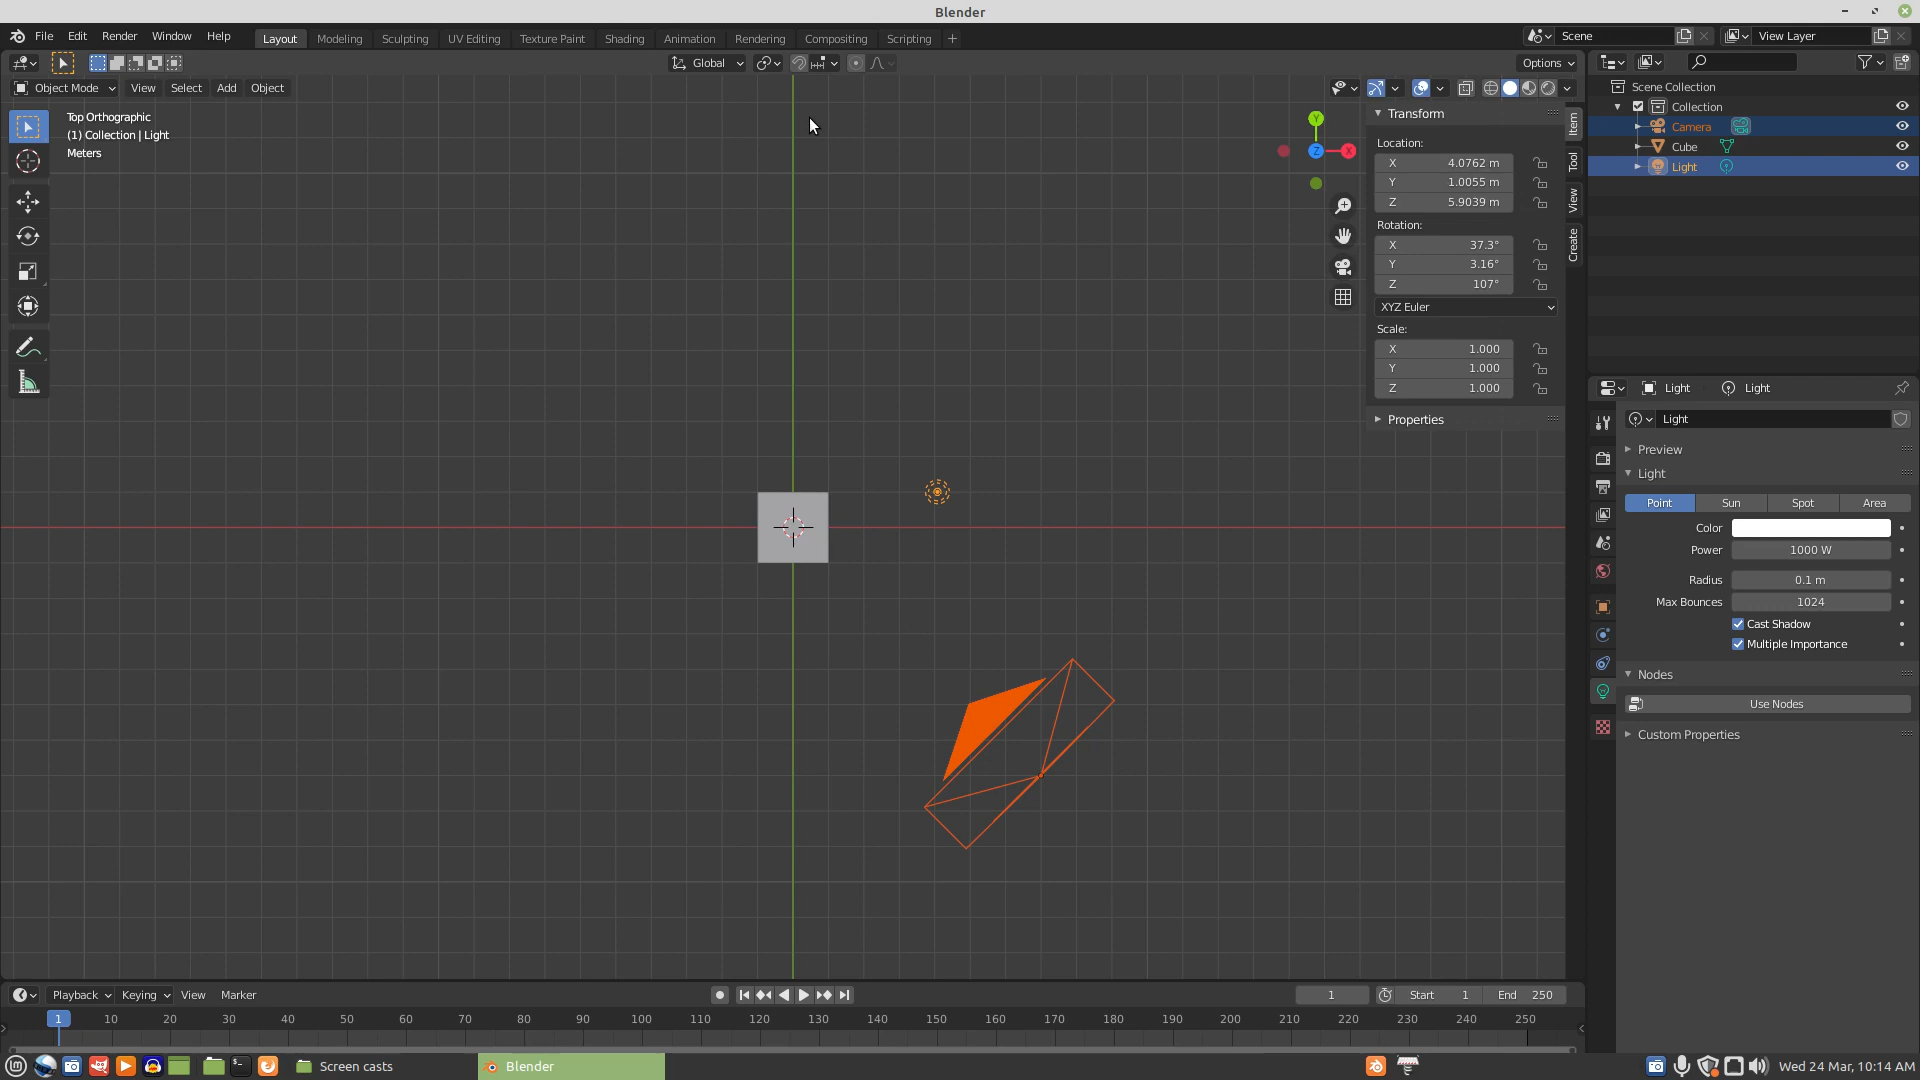 Blender
File Edit Render Window Help Layout Modeling Sculpting UV Editing Texture Paint Shading Animation Rendering Compositing Scripting + Scene View Layer
Global Options
Object Mode View Select Add Object
Top Orthographic
(1) Collection | Light
Meters
Y
Z
X
Transform
Location:
X 4.0762 m
Y 1.0055 m
Z 5.9039 m
Rotation:
X 37.3°
Y 3.16°
Z 107°
XYZ Euler
Scale:
X 1.000
Y 1.000
Z 1.000
Properties
Item
Tool
View
Create
Scene Collection
Collection
Camera
Cube
Light
Light Light
Light
Preview
Light
Point Sun Spot Area
Color
Power 1000 W
Radius 0.1 m
Max Bounces 1024
Cast Shadow
Multiple Importance
Nodes
Use Nodes
Custom Properties
Playback Keying View Marker 1 Start 1 End 250
1 10 20 30 40 50 60 70 80 90 100 110 120 130 140 150 160 170 180 190 200 210 220 230 240 250
Screen casts Blender Wed 24 Mar, 10:14 AM